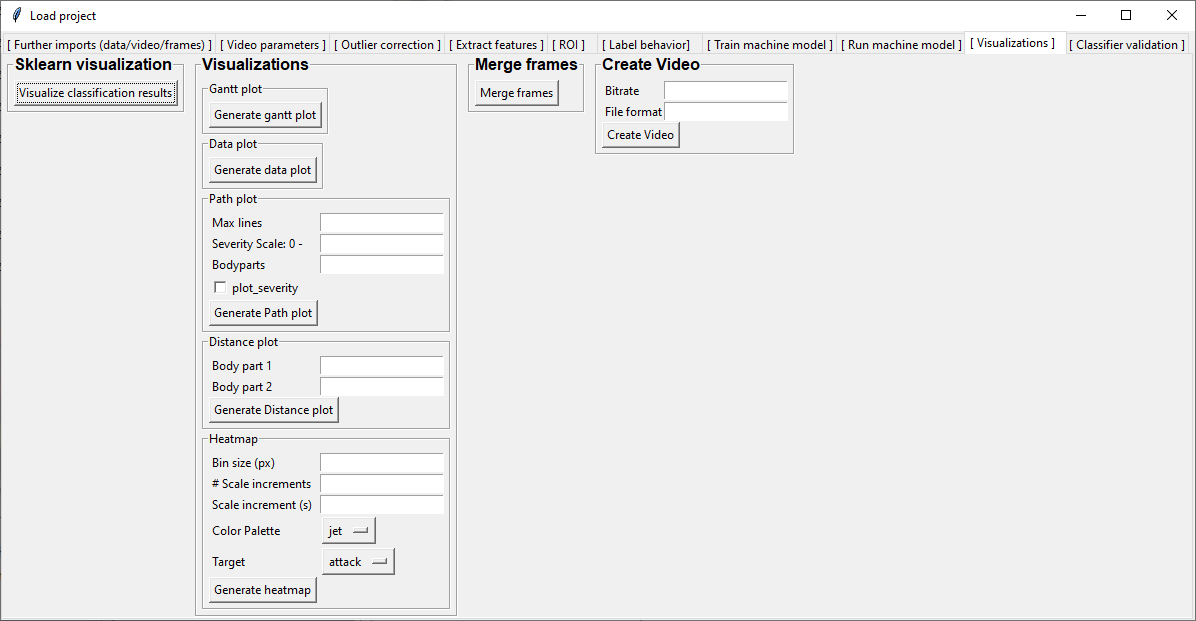 Load project
[ Further imports (data/video/frames) ] [ Video parameters ] [ Outlier correction ] [ Extract features ] [ ROI ] [ Label behavior] [ Train machine model ] [ Run machine model ] [ Visualizations ] [ Classifier validation ]
Sklearn visualization
Visualize classification results
Visualizations
Gantt plot
Generate gantt plot
Data plot
Generate data plot
Path plot
Max lines
Severity Scale: 0 -
Bodyparts
plot_severity
Generate Path plot
Distance plot
Body part 1
Body part 2
Generate Distance plot
Heatmap
Bin size (px)
# Scale increments
Scale increment (s)
Color Palette jet
Target attack
Generate heatmap
Merge frames
Merge frames
Create Video
Bitrate
File format
Create Video